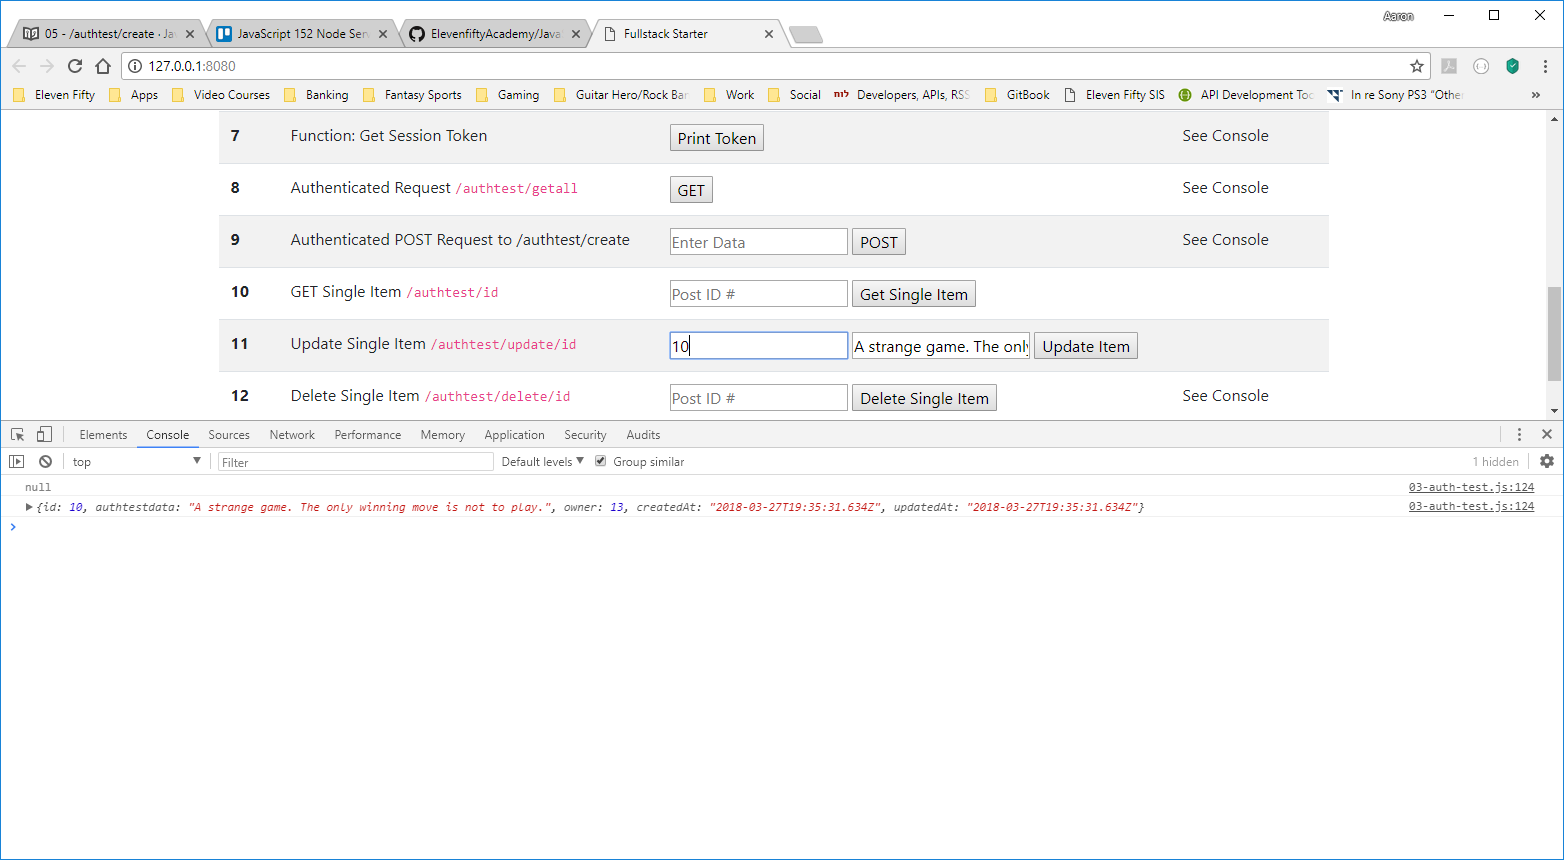 Aaron
05 - /authtest/create · Jav
JavaScript 152 Node Serv
ElevenfiftyAcademy/Java
Fullstack Starter
127.0.0.1:8080
Eleven Fifty Apps Video Courses Banking Fantasy Sports Gaming Guitar Hero/Rock Ban Work Social לוח Developers, APIs, RSS GitBook Eleven Fifty SIS API Development Too In re Sony PS3 "Other »
7 Function: Get Session Token Print Token See Console
8 Authenticated Request /authtest/getall GET See Console
9 Authenticated POST Request to /authtest/create Enter Data POST See Console
10 GET Single Item /authtest/id Post ID # Get Single Item
11 Update Single Item /authtest/update/id 10 A strange game. The only Update Item
12 Delete Single Item /authtest/delete/id Post ID # Delete Single Item See Console
Elements Console Sources Network Performance Memory Application Security Audits
top Filter Default levels Group similar 1 hidden
null 03-auth-test.js:124
{id: 10, authtestdata: "A strange game. The only winning move is not to play.", owner: 13, createdAt: "2018-03-27T19:35:31.634Z", updatedAt: "2018-03-27T19:35:31.634Z"} 03-auth-test.js:124